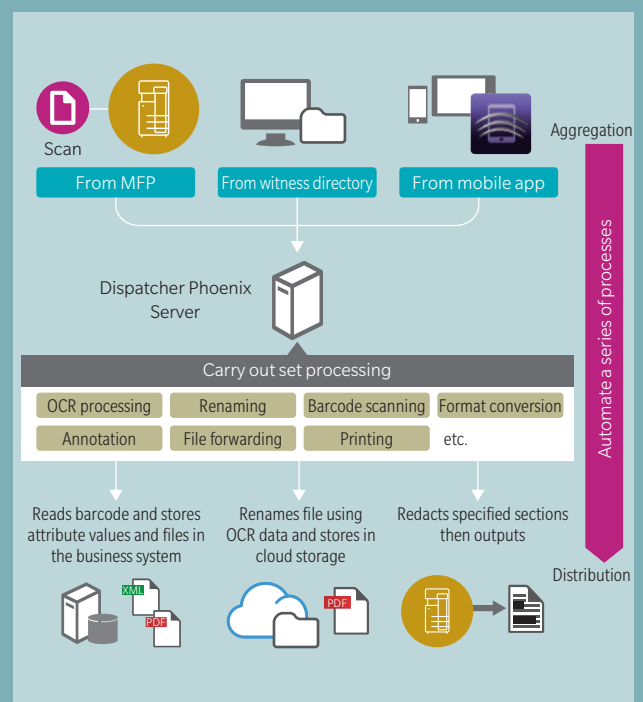 Scan
Aggregation
From MFP
From witness directory
From mobile app
Dispatcher Phoenix
Server
Automate a series of processes
Carry out set processing
OCR processing
Renaming
Barcode scanning
Format conversion
Annotation
File forwarding
Printing
etc.
Reads barcode and stores
attribute values and files in
the business system
Renames file using
OCR data and stores in
cloud storage
Redacts specified sections
then outputs
Distribution
XML
PDF
PDF